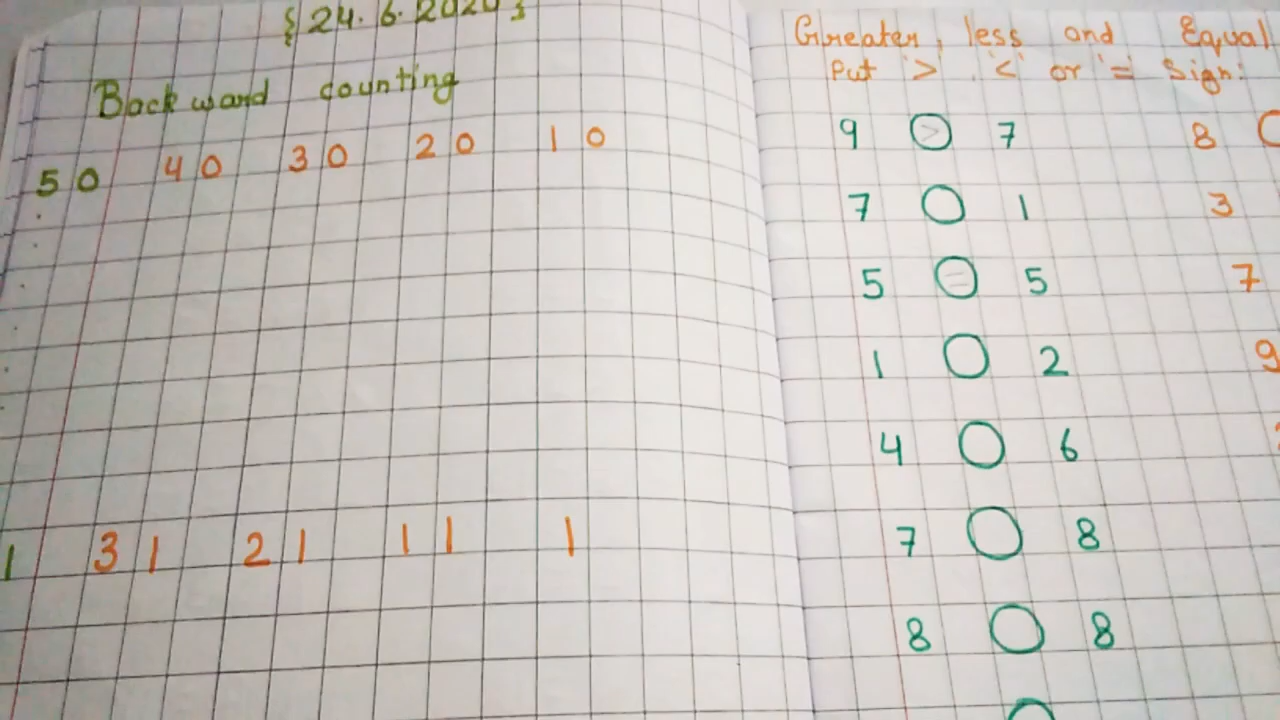 { 24. 6. 2020 }
Backward counting
50 40 30 20 10
1 31 21 11 1
Greater, less and Equal
Put '>' '<' or '=' Sign:
9 > 7 8
7 1 3
5 = 5 7
1 2 9
4 6
7 8
8 8